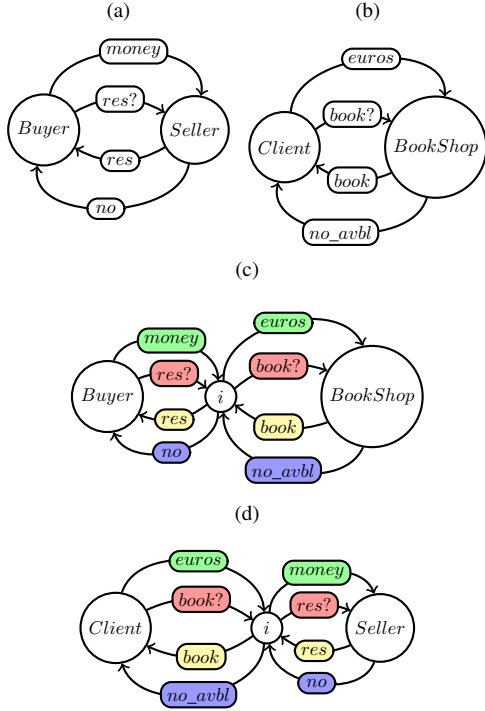 (a)
money
res?
Buyer
Seller
res
no
(b)
euros
book?
Client
BookShop
book
no_avbl
(c)
money
euros
res?
book?
Buyer
i
BookShop
res
book
no
no_avbl
(d)
euros
money
book?
res?
Client
i
Seller
book
res
no_avbl
no